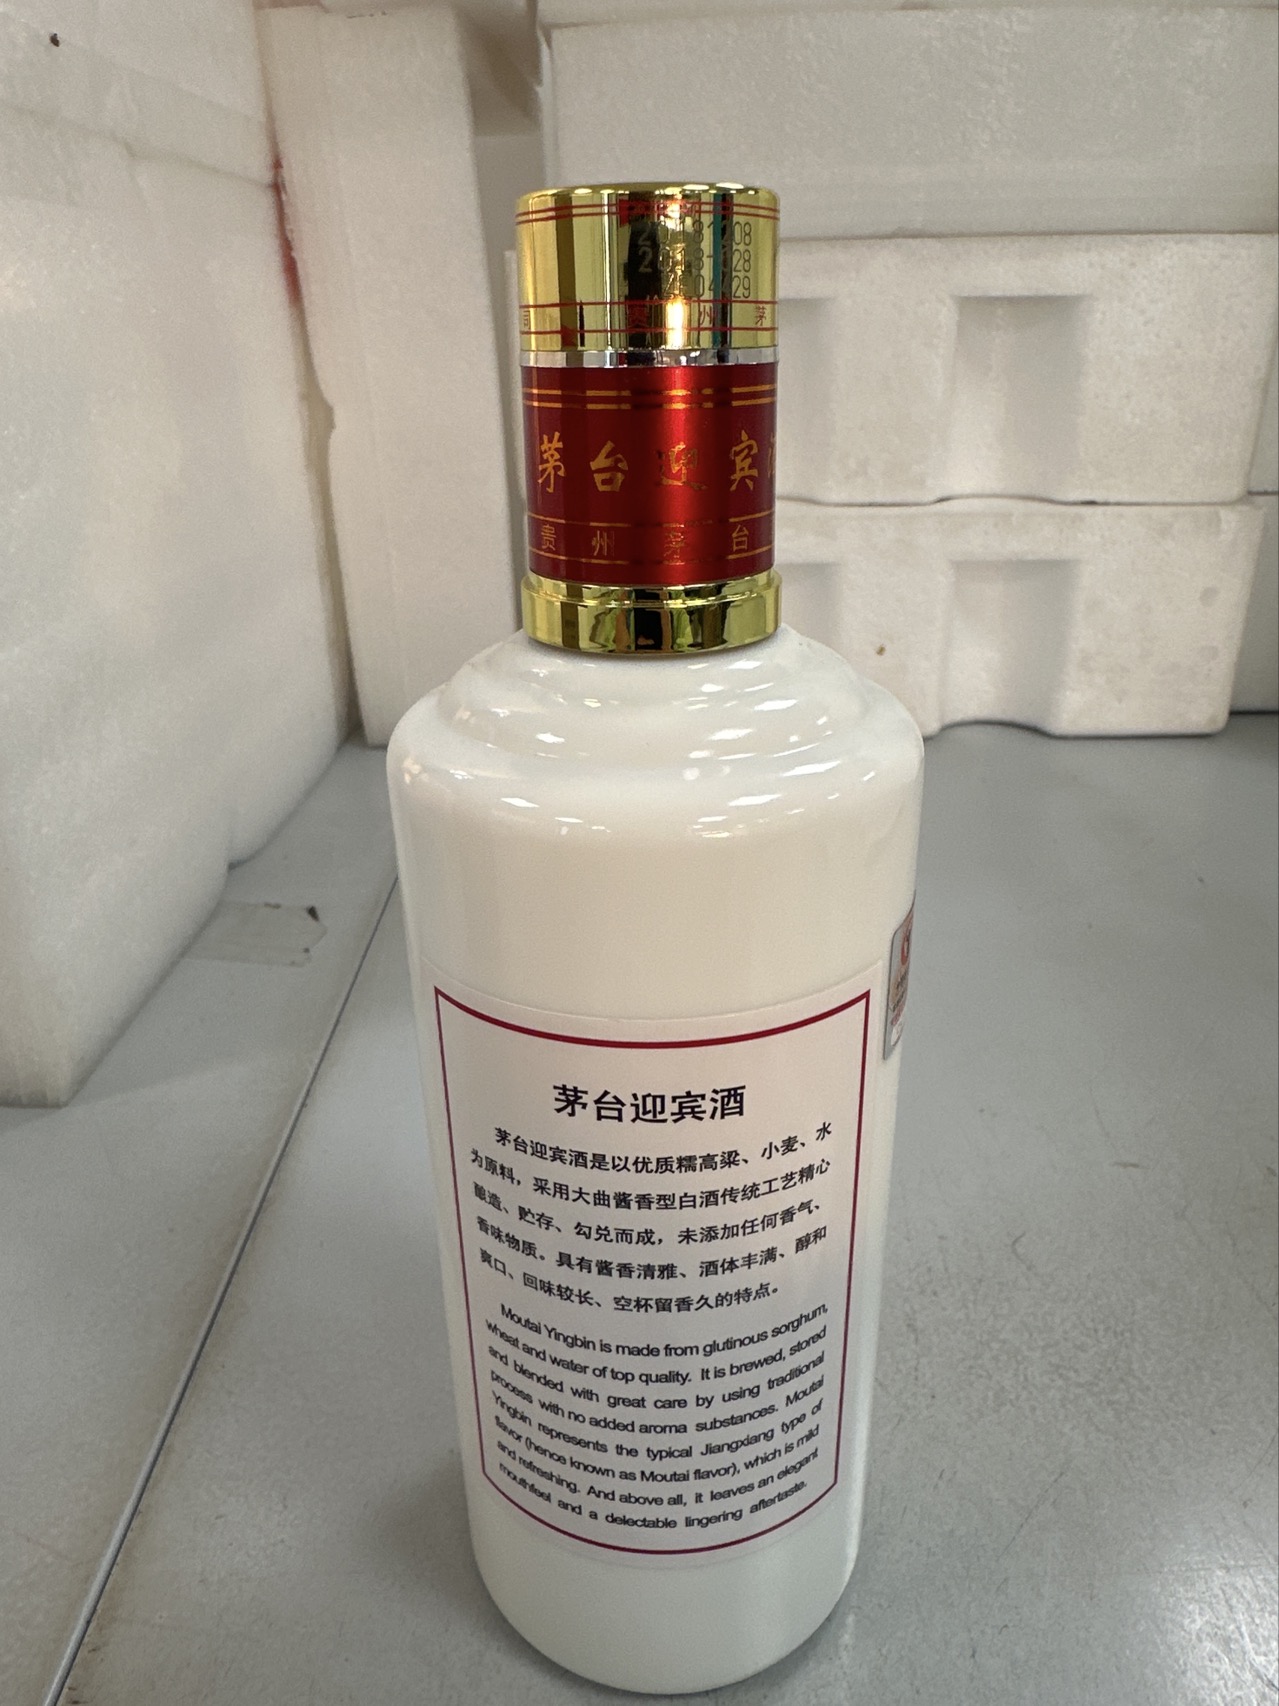 茅台迎宾
贵州茅台
茅台迎宾酒
茅台迎宾酒是以优质糯高粱、小麦、水
为原料，采用大曲酱香型白酒传统工艺精心
酿造、贮存、勾兑而成，未添加任何香气、
香味物质。具有酱香清雅、酒体丰满、醇和
爽口、回味较长、空杯留香久的特点。
Moutai Yingbin is made from glutinous sorghum,
wheat and water of top quality. It is brewed, stored
and blended with great care by using traditional
process with no added aroma substances. Moutai
Yingbin represents the typical Jiangxiang type of
flavor (hence known as Moutai flavor), which is mild
and refreshing. And above all, it leaves an elegant
mouthfeel and a delectable lingering aftertaste.